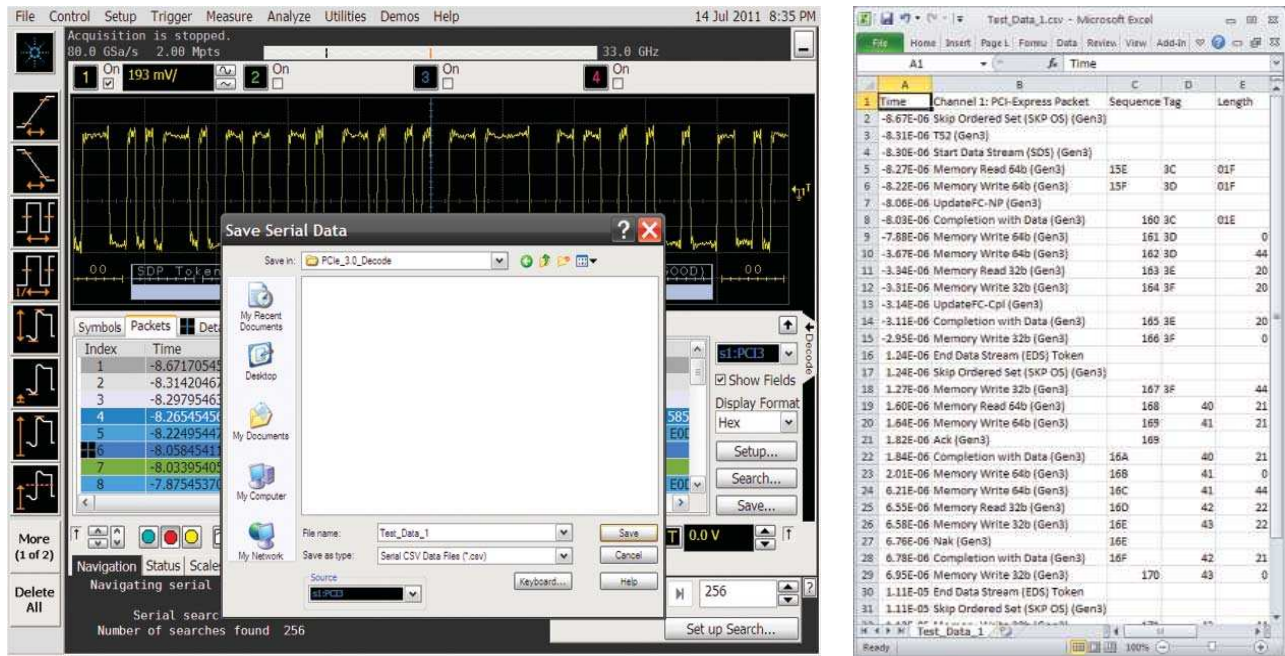 File Control Setup Trigger Measure Analyze Utilities Demos Help 14 Jul 2011 8:35 PM
Acquisition is stopped.
80.0 GSa/s 2.00 Mpts 33.0 GHz
1 On 193 mV/ 2 On 3 On 4 On
T
00 SDP Token OOD) 00
Save Serial Data
Save in: PCIe_3.0_Decode
My Recent Documents
Desktop
My Documents
My Computer
My Network
File name: Test_Data_1 Save
Save as type: Serial CSV Data Files (*.csv) Cancel
Source
s1:PCI3 Keyboard... Help
Symbols Packets Deta
Index Time
1 -8.67170545
2 -8.31420467
3 -8.29795463
4 -8.26545456 585
5 -8.22495447 E0D
6 -8.05845411
7 -8.03395405
8 -7.87545370 E0D
Decode
s1:PCI3
Show Fields
Display Format
Hex
Setup...
Search...
Save...
More (1 of 2)
Delete All
T 0.0 V
Navigation Status Scale
Navigating serial
Serial searc
Number of searches found 256
256
Set up Search...
Test_Data_1.csv - Microsoft Excel
File Home Insert Page L Formu Data Review View Add-In
A1 fx Time
A B C D E
1 Time Channel 1: PCI-Express Packet Sequence Tag Length
2 -8.67E-06 Skip Ordered Set (SKP OS) (Gen3)
3 -8.31E-06 TS2 (Gen3)
4 -8.30E-06 Start Data Stream (SDS) (Gen3)
5 -8.27E-06 Memory Read 64b (Gen3) 15E 3C 01F
6 -8.22E-06 Memory Write 64b (Gen3) 15F 3D 01F
7 -8.06E-06 UpdateFC-NP (Gen3)
8 -8.03E-06 Completion with Data (Gen3) 160 3C 01E
9 -7.88E-06 Memory Write 64b (Gen3) 161 3D 0
10 -3.67E-06 Memory Write 64b (Gen3) 162 3D 44
11 -3.34E-06 Memory Read 32b (Gen3) 163 3E 20
12 -3.31E-06 Memory Write 32b (Gen3) 164 3F 20
13 -3.14E-06 UpdateFC-Cpl (Gen3)
14 -3.11E-06 Completion with Data (Gen3) 165 3E 20
15 -2.95E-06 Memory Write 32b (Gen3) 166 3F 0
16 1.24E-06 End Data Stream (EDS) Token
17 1.24E-06 Skip Ordered Set (SKP OS) (Gen3)
18 1.27E-06 Memory Write 32b (Gen3) 167 3F 44
19 1.60E-06 Memory Read 64b (Gen3) 168 40 21
20 1.64E-06 Memory Write 64b (Gen3) 169 41 21
21 1.82E-06 Ack (Gen3) 169
22 1.84E-06 Completion with Data (Gen3) 16A 40 21
23 2.01E-06 Memory Write 64b (Gen3) 16B 41 0
24 6.21E-06 Memory Write 64b (Gen3) 16C 41 44
25 6.55E-06 Memory Read 32b (Gen3) 16D 42 22
26 6.58E-06 Memory Write 32b (Gen3) 16E 43 22
27 6.76E-06 Nak (Gen3) 16E
28 6.78E-06 Completion with Data (Gen3) 16F 42 21
29 6.95E-06 Memory Write 32b (Gen3) 170 43 0
30 1.11E-05 End Data Stream (EDS) Token
31 1.11E-05 Skip Ordered Set (SKP OS) (Gen3)
Test_Data_1
Ready 100%